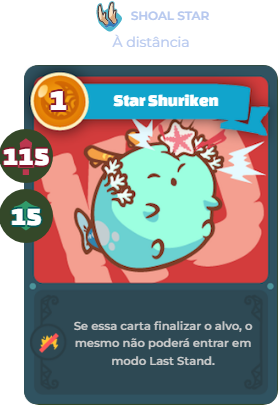 SHOAL STAR
À distância
1
Star Shuriken
115
15
Se essa carta finalizar o alvo, o
mesmo não poderá entrar em
modo Last Stand.